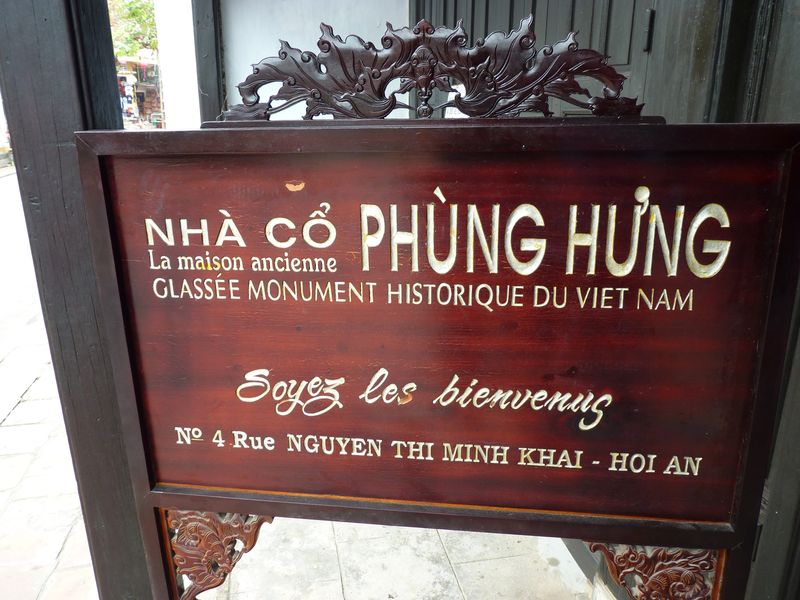 NHÀ CỔ PHÙNG HƯNG
La maison ancienne
GLASSÉE MONUMENT HISTORIQUE DU VIET NAM
Soyez les bienvenus
Nº 4 Rue NGUYEN THI MINH KHAI - HOI AN